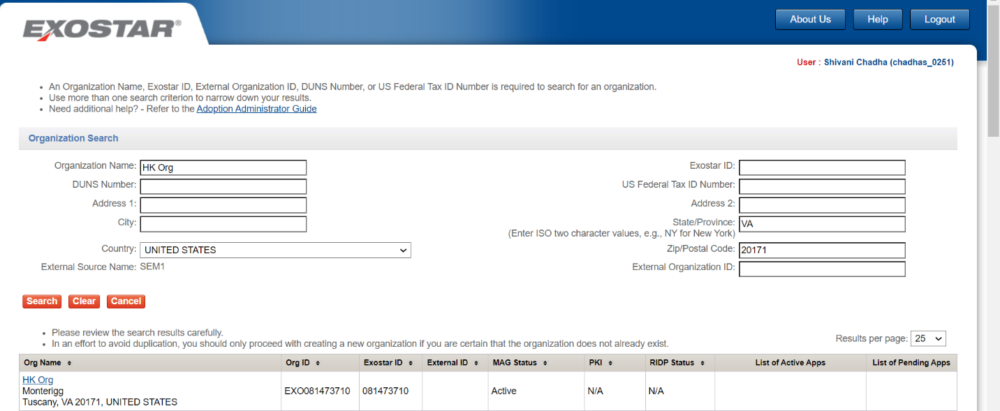 EXOSTAR®
About Us Help Logout
User : Shivani Chadha (chadhas_0251)
• An Organization Name, Exostar ID, External Organization ID, DUNS Number, or US Federal Tax ID Number is required to search for an organization.
• Use more than one search criterion to narrow down your results.
• Need additional help? - Refer to the Adoption Administrator Guide
Organization Search
Organization Name: HK Org Exostar ID:
DUNS Number: US Federal Tax ID Number:
Address 1: Address 2:
City: State/Province: VA
(Enter ISO two character values, e.g., NY for New York)
Country: UNITED STATES Zip/Postal Code: 20171
External Source Name: SEM1 External Organization ID:
Search Clear Cancel
• Please review the search results carefully.
• In an effort to avoid duplication, you should only proceed with creating a new organization if you are certain that the organization does not already exist.
Results per page: 25
Org Name Org ID Exostar ID External ID MAG Status PKI RIDP Status List of Active Apps List of Pending Apps
HK Org
Monterigg EXO081473710 081473710 Active N/A N/A
Tuscany, VA 20171, UNITED STATES